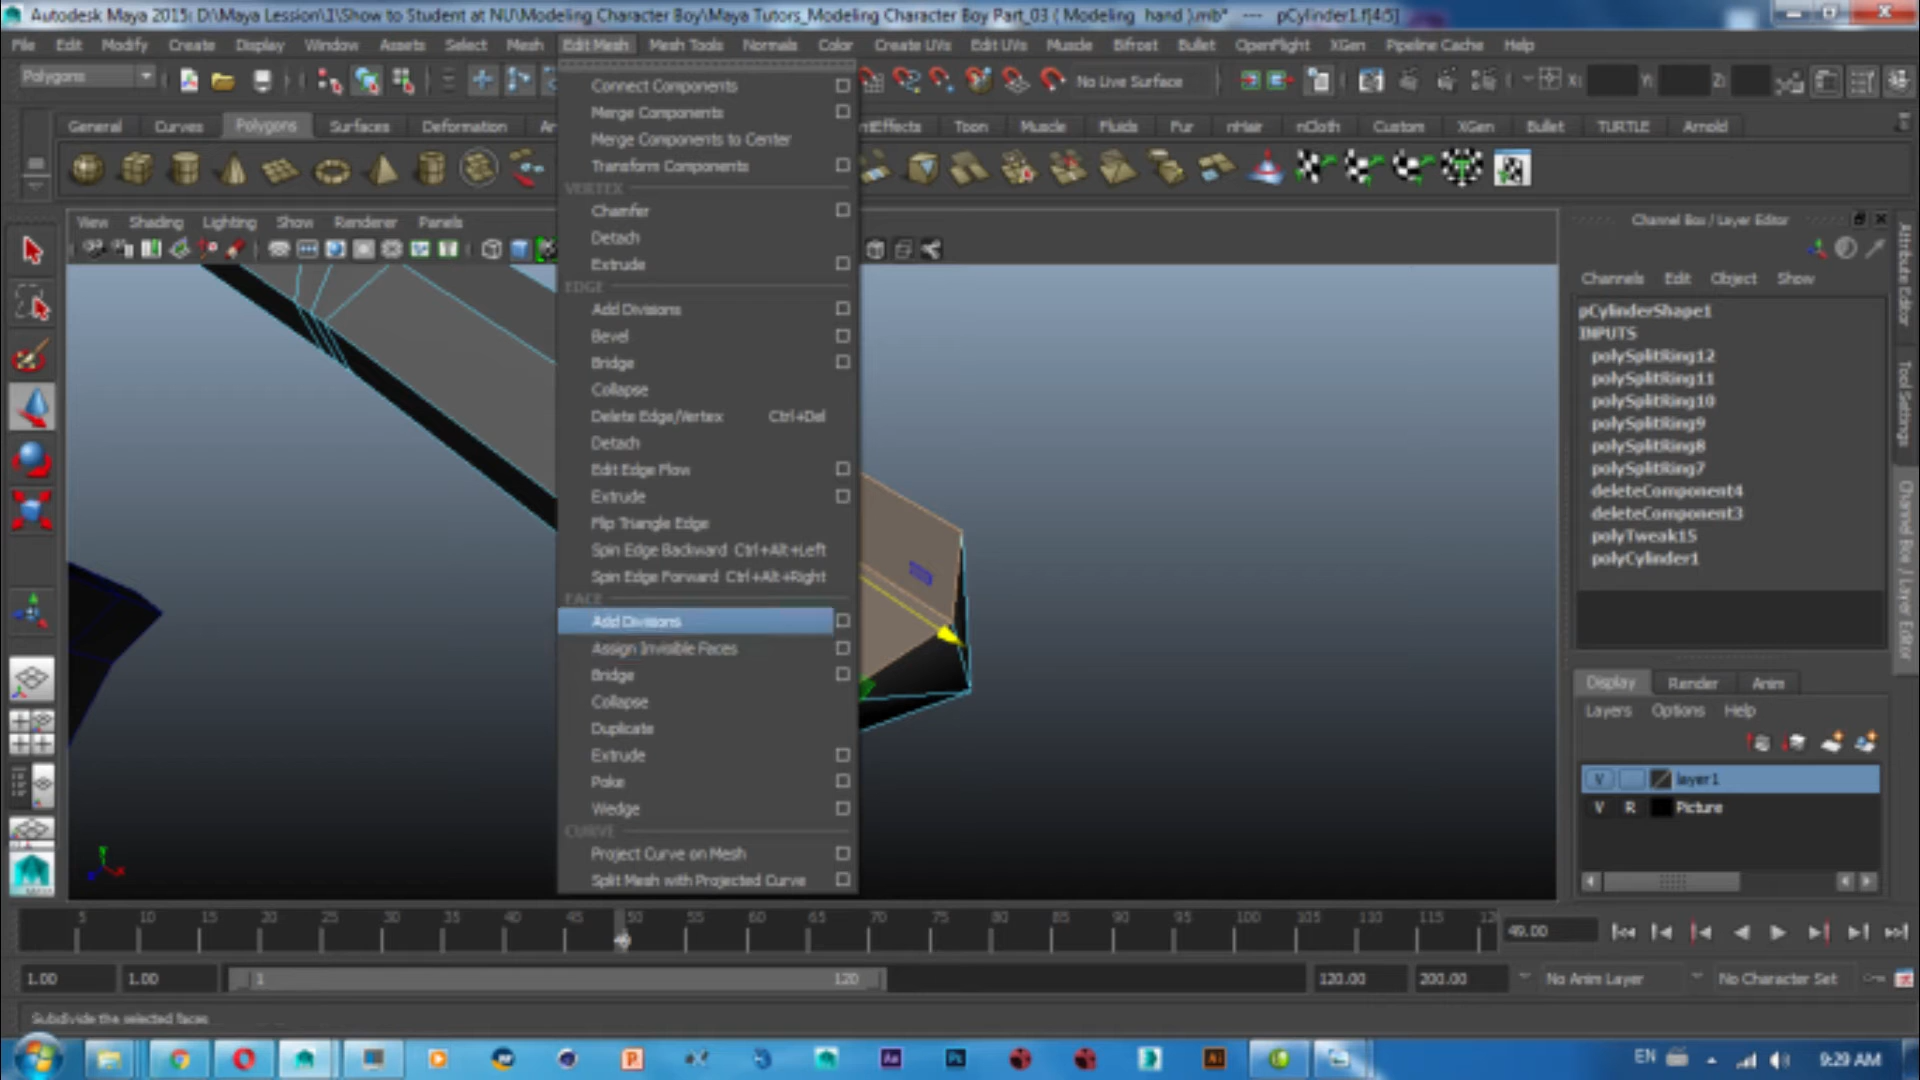 Autodesk Maya 2015: D:\Maya Lession\1\Show to Student at NU\Modeling Character Boy\Maya Tutors_Modeling Character Boy Part_03 ( Modeling hand ).mb* --- pCylinder1.f[4:5]
File Edit Modify Create Display Window Assets Select Mesh Edit Mesh Mesh Tools Normals Color Create UVs Edit UVs Muscle Bifrost Bullet OpenFlight XGen Pipeline Cache Help
Polygons No Live Surface X: Y: Z:
General Curves Polygons Surfaces Deformation Toon Muscle Fluids Fur nHair nCloth Custom XGen Bullet TURTLE Arnold
View Shading Lighting Show Renderer Panels
Connect Components
Merge Components
Merge Components to Center
Transform Components
VERTEX
Chamfer
Detach
Extrude
EDGE
Add Divisions
Bevel
Bridge
Collapse
Delete Edge/Vertex Ctrl+Del
Detach
Edit Edge Flow
Extrude
Flip Triangle Edge
Spin Edge Backward Ctrl+Alt+Left
Spin Edge Forward Ctrl+Alt+Right
FACE
Add Divisions
Assign Invisible Faces
Bridge
Collapse
Duplicate
Extrude
Poke
Wedge
CURVE
Project Curve on Mesh
Split Mesh with Projected Curve
Channel Box / Layer Editor
Channels Edit Object Show
pCylinderShape1
INPUTS
polySplitRing12
polySplitRing11
polySplitRing10
polySplitRing9
polySplitRing8
polySplitRing7
deleteComponent4
deleteComponent3
polyTweak15
polyCylinder1
Display Render Anim
Layers Options Help
V layer1
V R Picture
Attribute Editor
Tool Settings
Channel Box / Layer Editor
5 10 15 20 25 30 35 40 45 50 55 60 65 70 75 80 85 90 95 100 105 110 115 12
49.00
1.00 1.00 1 120 120.00 200.00 No Anim Layer No Character Set
Subdivide the selected faces
EN 9:29 AM